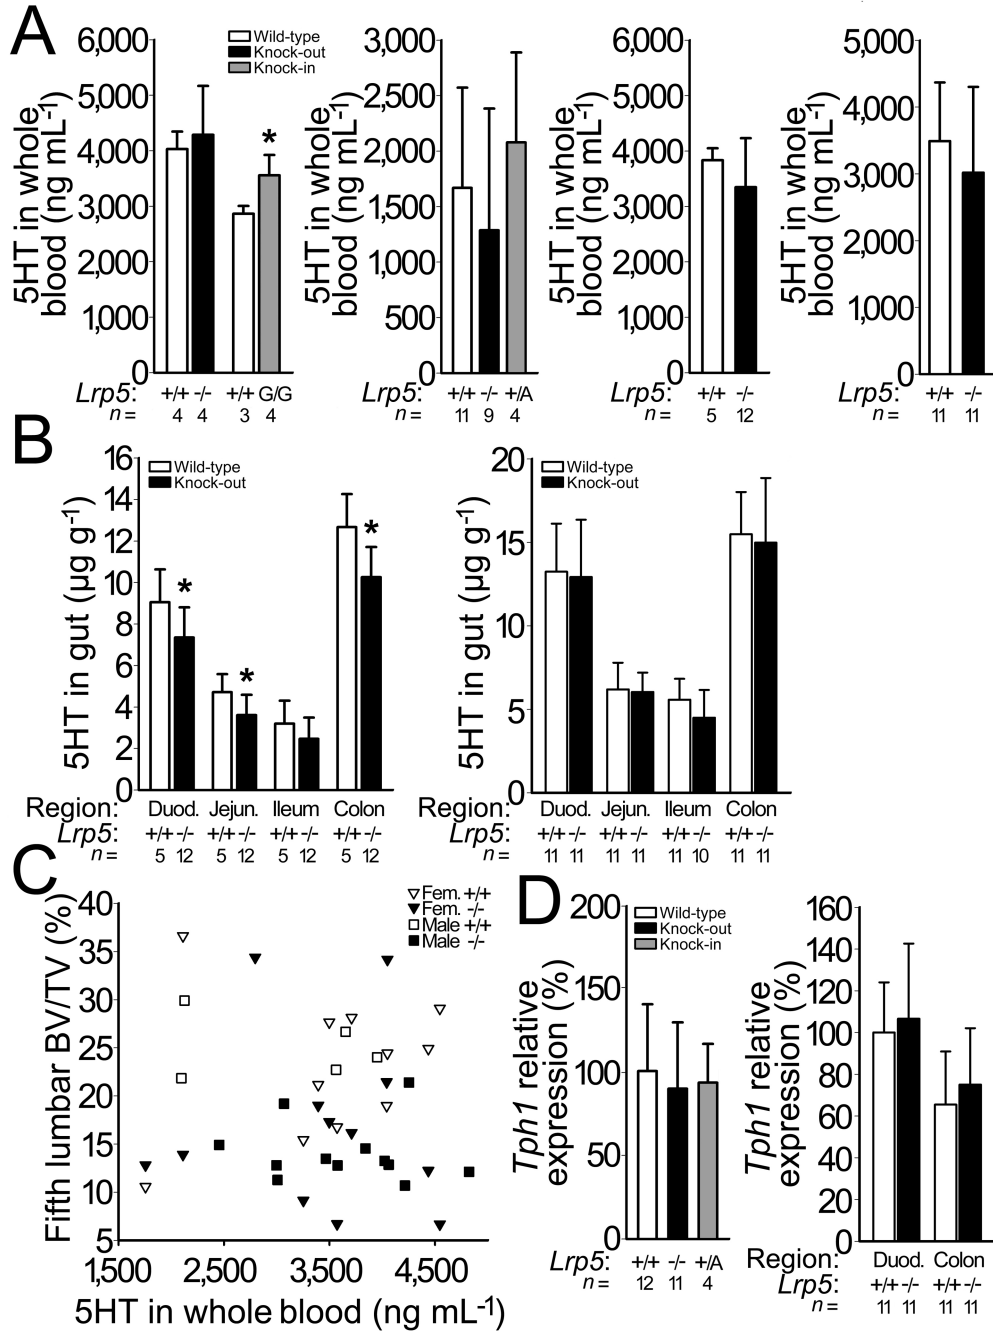 A
Wild-type
Knock-out
Knock-in
5HT in whole
blood (ng mL-1)
6,000
5,000
4,000
3,000
2,000
1,000
0
*
Lrp5: +/+ -/- +/+ G/G
n = 4 4 3 4
5HT in whole
blood (ng mL-1)
3,000
2,500
2,000
1,500
1,000
500
0
Lrp5: +/+ -/- +/A
n = 11 9 4
5HT in whole
blood (ng mL-1)
6,000
5,000
4,000
3,000
2,000
1,000
0
Lrp5: +/+ -/-
n = 5 12
5HT in whole
blood (ng mL-1)
5,000
4,000
3,000
2,000
1,000
0
Lrp5: +/+ -/-
n = 11 11
B
Wild-type
Knock-out
5HT in gut (µg g-1)
16
14
12
10
8
6
4
2
0
* * *
Region: Duod. Jejun. Ileum Colon
Lrp5: +/+ -/- +/+ -/- +/+ -/- +/+ -/-
n = 5 12 5 12 5 12 5 12
Wild-type
Knock-out
5HT in gut (µg g-1)
20
15
10
5
0
Region: Duod. Jejun. Ileum Colon
Lrp5: +/+ -/- +/+ -/- +/+ -/- +/+ -/-
n = 11 11 11 11 11 10 11 11
C
Fem. +/+
Fem. -/-
Male +/+
Male -/-
Fifth lumbar BV/TV (%)
40
35
30
25
20
15
10
5
1,500 2,500 3,500 4,500
5HT in whole blood (ng mL-1)
D
Wild-type
Knock-out
Knock-in
Tph1 relative
expression (%)
200
150
100
50
0
Lrp5: +/+ -/- +/A
n = 12 11 4
Tph1 relative
expression (%)
160
140
120
100
80
60
40
20
0
Region: Duod. Colon
Lrp5: +/+ -/- +/+ -/-
n = 11 11 11 11